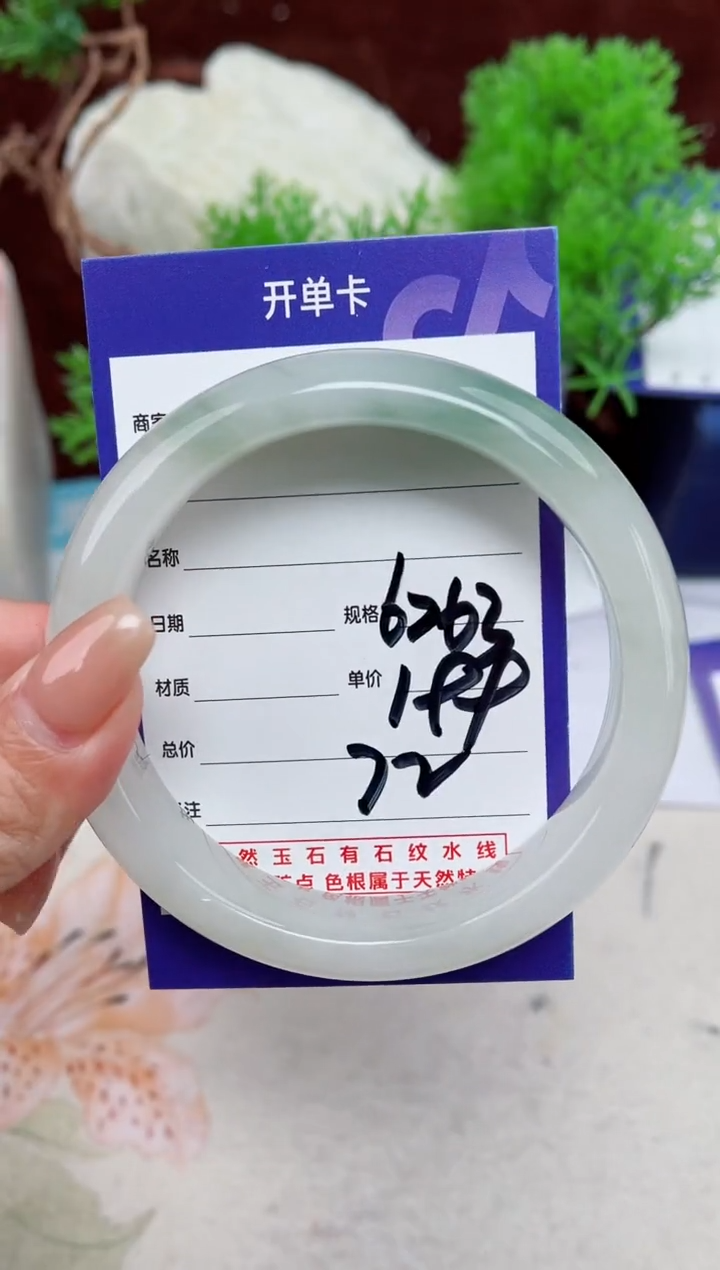 开单卡
商家
名称
日期
规格 6263
材质
单价
总价 72
注
然玉石有石纹水线
点 色根属于天然特